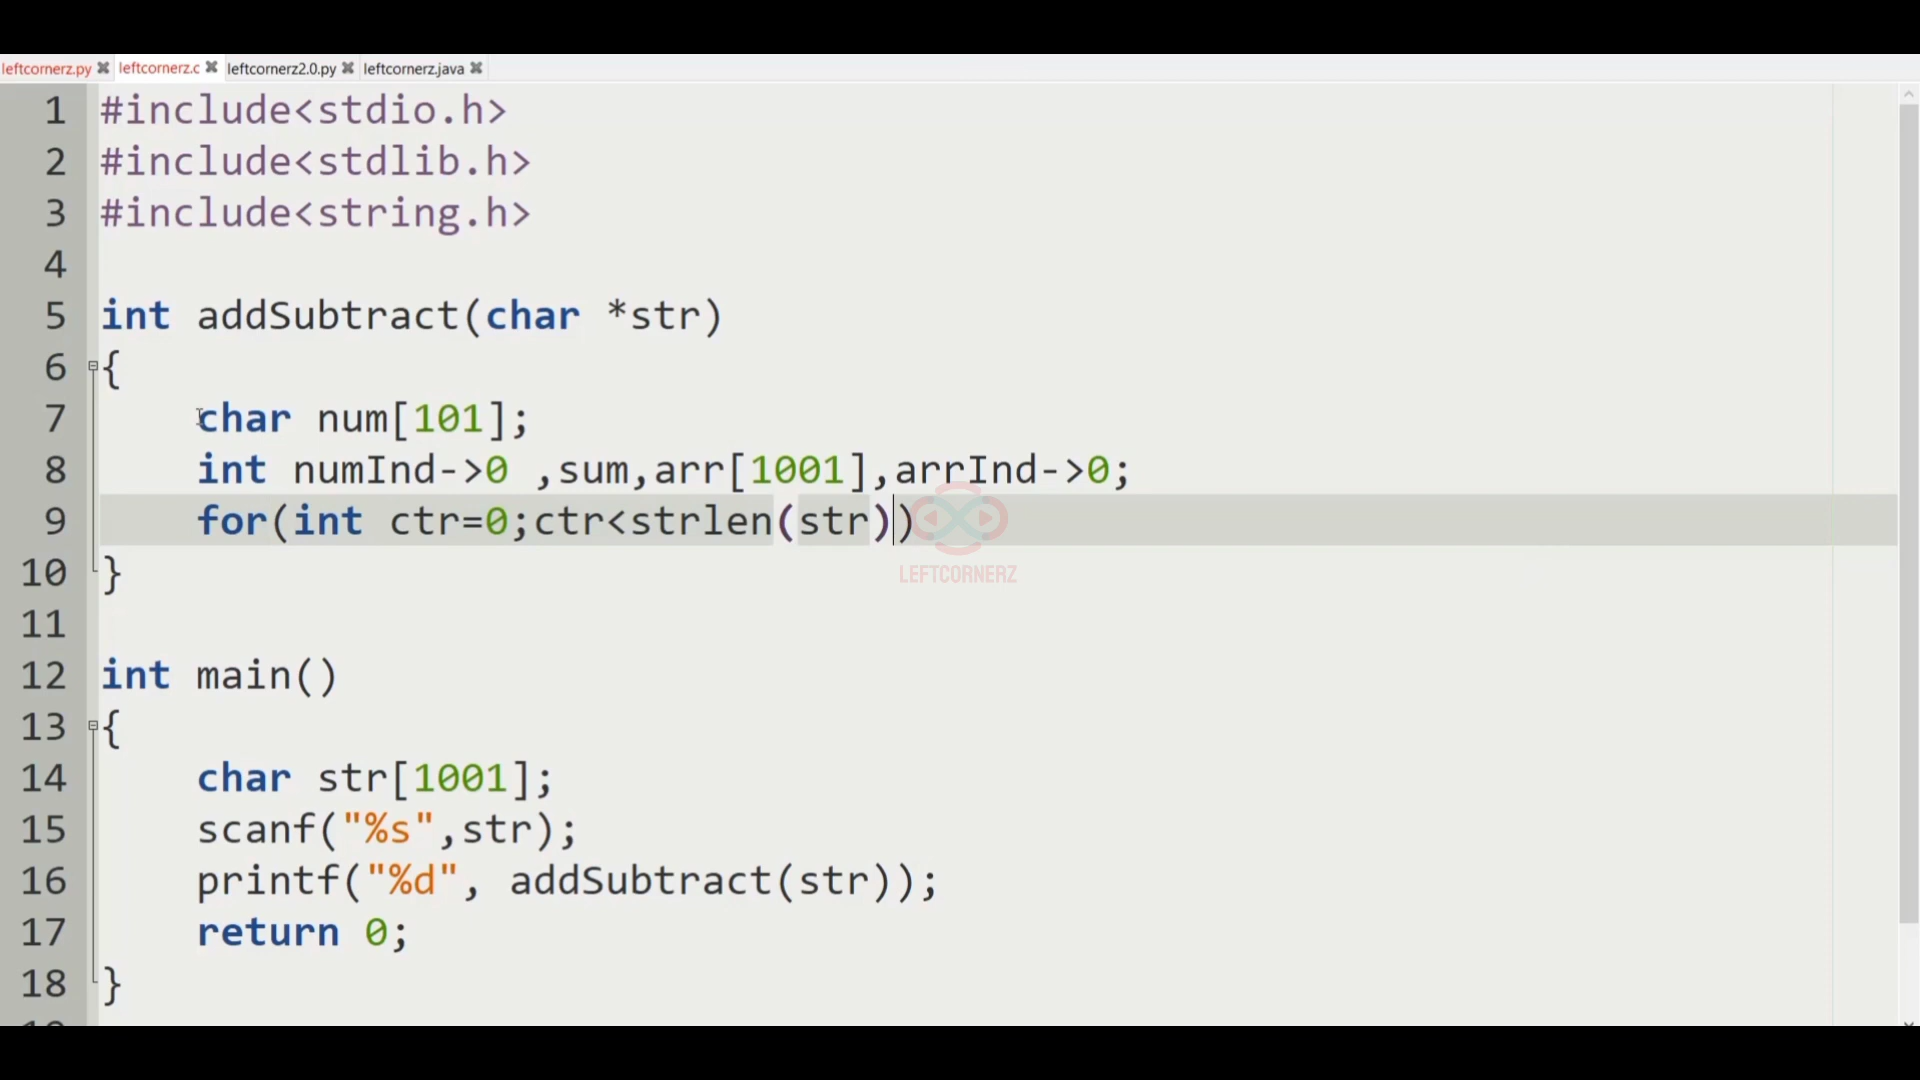 leftcornerz.py leftcornerz.c leftcornerz2.0.py leftcornerz.java
1 #include<stdio.h>
2 #include<stdlib.h>
3 #include<string.h>
4
5 int addSubtract(char *str)
6 {
7 char num[101];
8 int numInd->0 ,sum,arr[1001],arrInd->0;
9 for(int ctr=0;ctr<strlen(str))
10 }
LEFTCORNERZ
11
12 int main()
13 {
14 char str[1001];
15 scanf("%s",str);
16 printf("%d", addSubtract(str));
17 return 0;
18 }